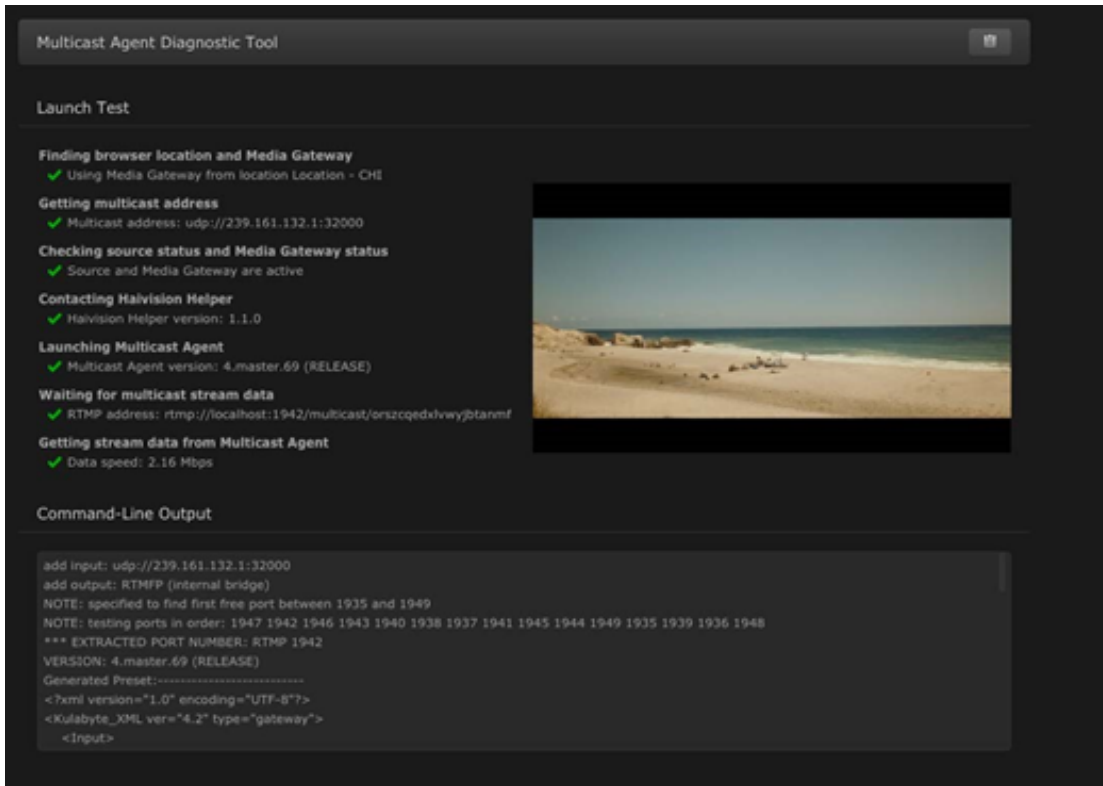 Multicast Agent Diagnostic Tool
Launch Test
Finding browser location and Media Gateway
Using Media Gateway from location Location - CHI
Getting multicast address
Multicast address: udp://239.161.132.1:32000
Checking source status and Media Gateway status
Source and Media Gateway are active
Contacting Haivision Helper
Haivision Helper version: 1.1.0
Launching Multicast Agent
Multicast Agent version: 4.master.69 (RELEASE)
Waiting for multicast stream data
RTMP address: rtmp://localhost:1942/multicast/orszcqedxlvwyjbtanmf
Getting stream data from Multicast Agent
Data speed: 2.16 Mbps
Command-Line Output
add input: udp://239.161.132.1:32000
add output: RTMFP (internal bridge)
NOTE: specified to find first free port between 1935 and 1949
NOTE: testing ports in order: 1947 1942 1946 1943 1940 1938 1937 1941 1945 1944 1949 1935 1939 1936 1948
*** EXTRACTED PORT NUMBER: RTMP 1942
VERSION: 4.master.69 (RELEASE)
Generated Preset:---------------------------
<?xml version="1.0" encoding="UTF-8"?>
<Kulabyte_XML ver="4.2" type="gateway">
<Input>